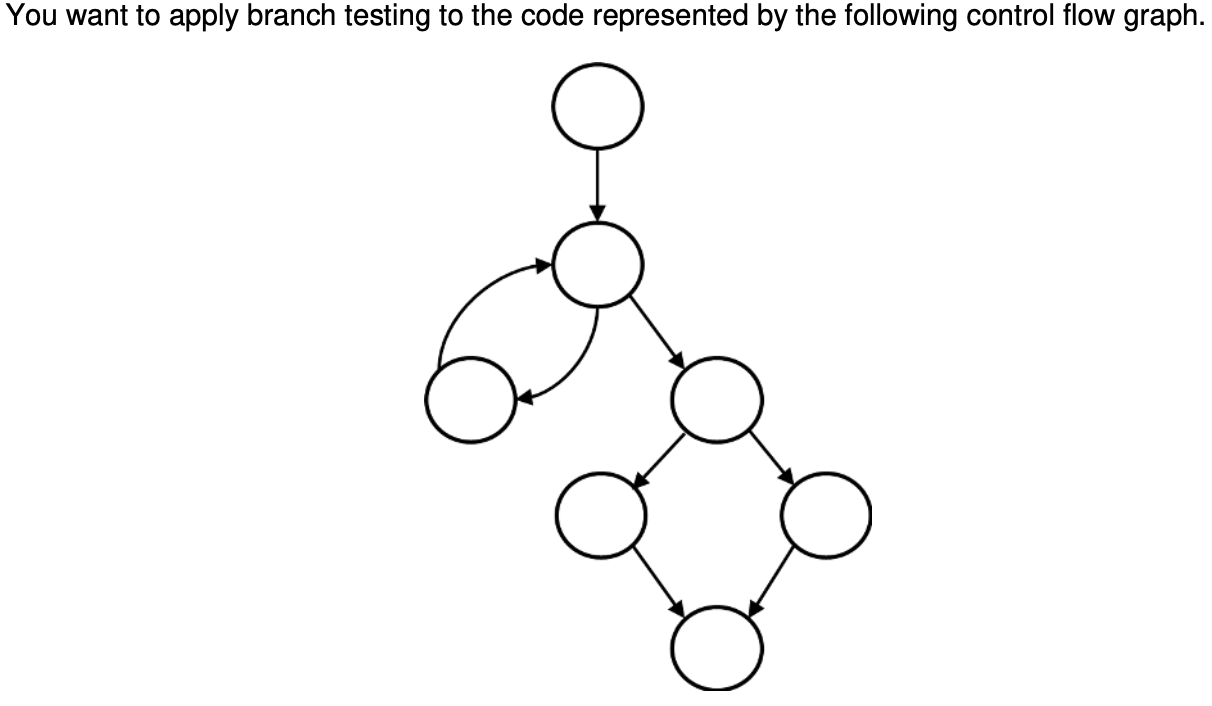 You want to apply branch testing to the code represented by the following control flow graph.